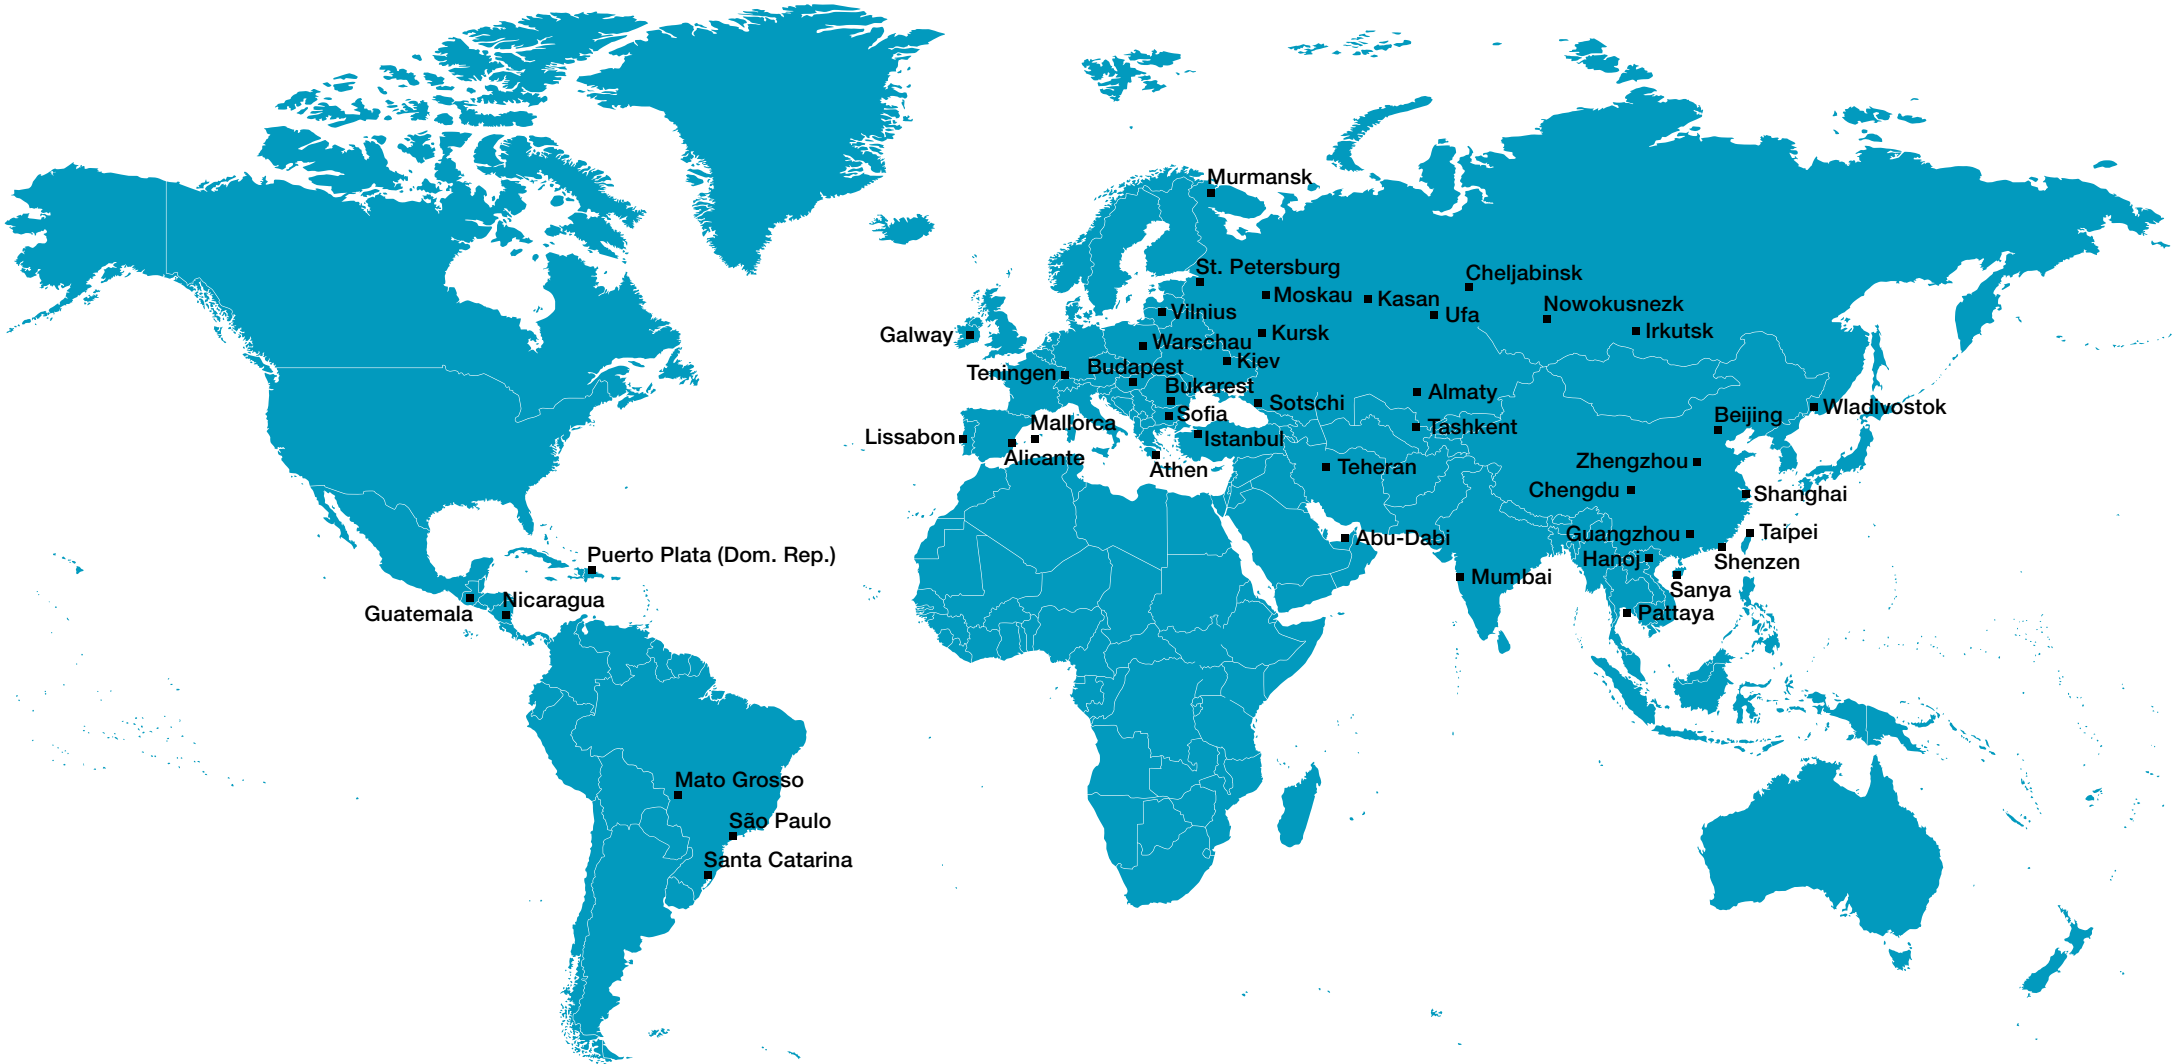 Murmansk
St. Petersburg
Cheljabinsk
Moskau
Kasan
Nowokusnezk
Vilnius
Ufa
Irkutsk
Galway
Kursk
Warschau
Kiev
Teningen
Budapest
Bukarest
Almaty
Sotschi
Wladivostok
Sofia
Beijing
Mallorca
Tashkent
Lissabon
Istanbul
Alicante
Athen
Teheran
Zhengzhou
Chengdu
Shanghai
Guangzhou
Taipei
Abu-Dabi
Puerto Plata (Dom. Rep.)
Hanoj
Shenzen
Mumbai
Sanya
Nicaragua
Guatemala
Pattaya
Mato Grosso
São Paulo
Santa Catarina